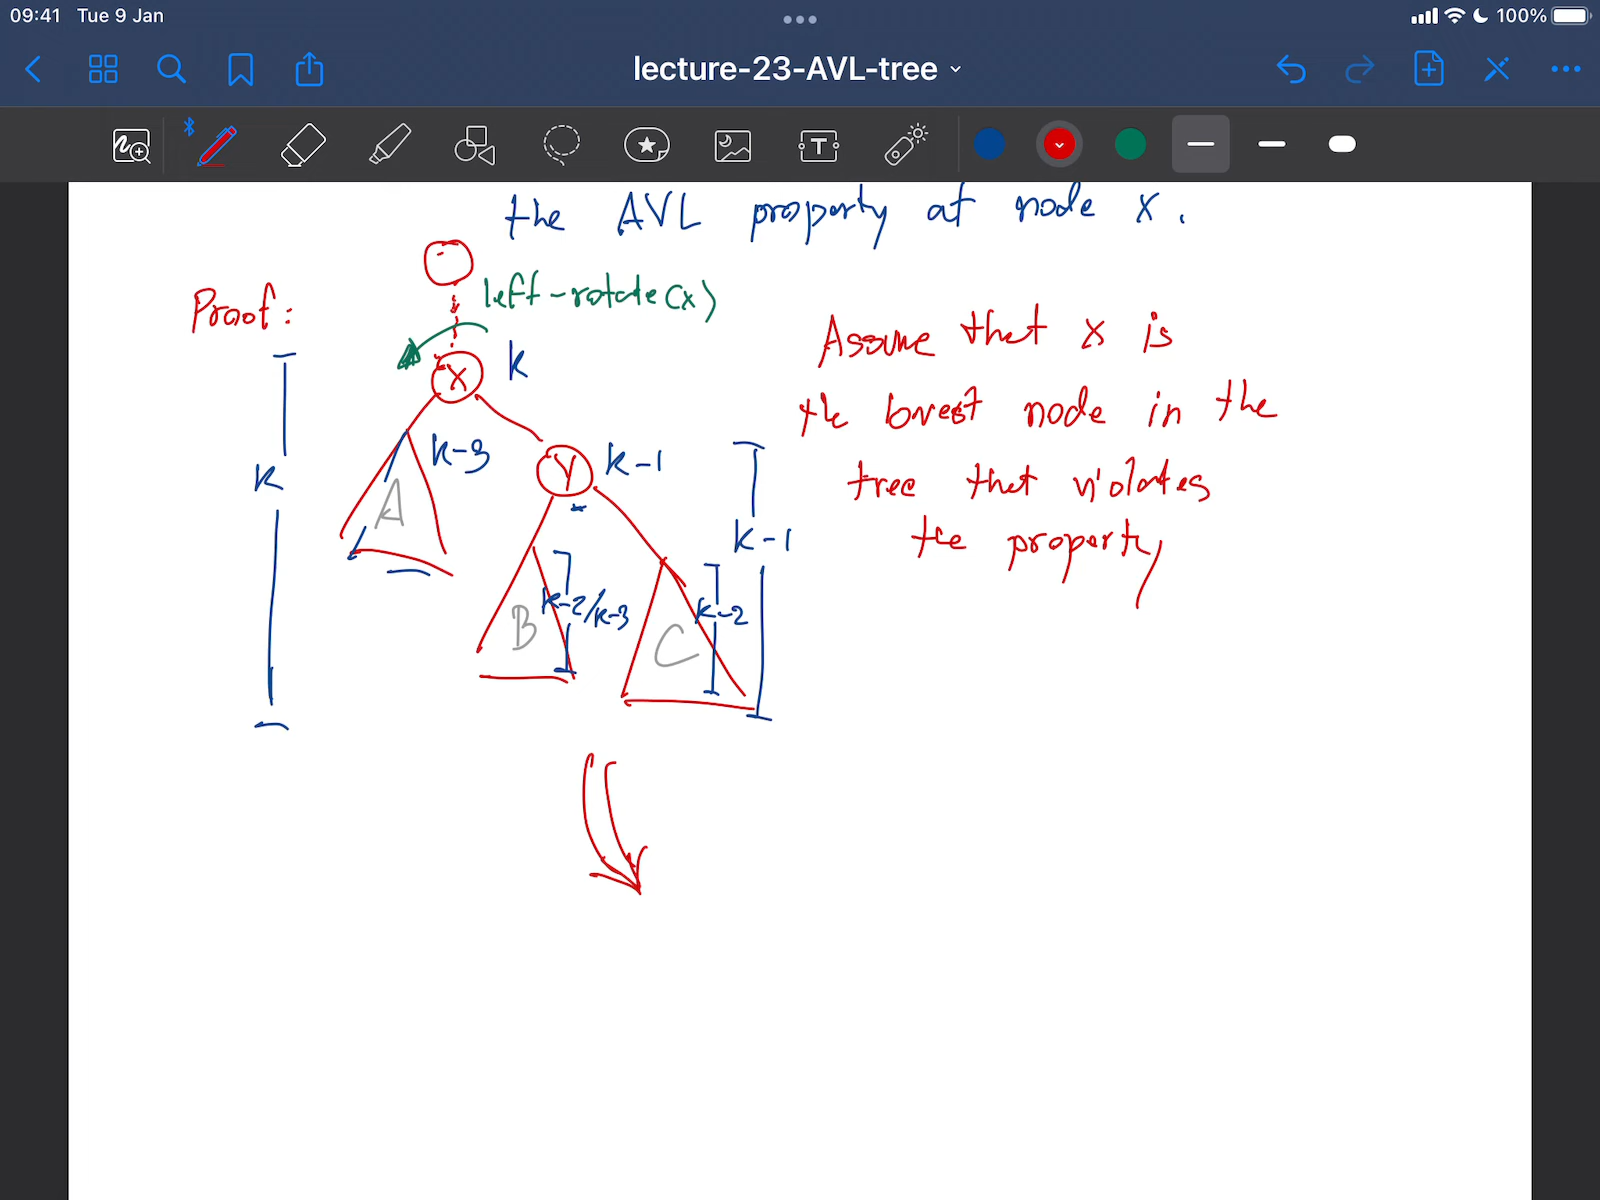 09:41 Tue 9 Jan
100%
lecture-23-AVL-tree
T
the AVL property at node x.
Proof:
left-rotate(x)
X
k
Assume that x is
the lowest node in the
tree that violates
the property
k
A
k-3
Y
k-1
k-1
B
k-2/k-3
C
k-2